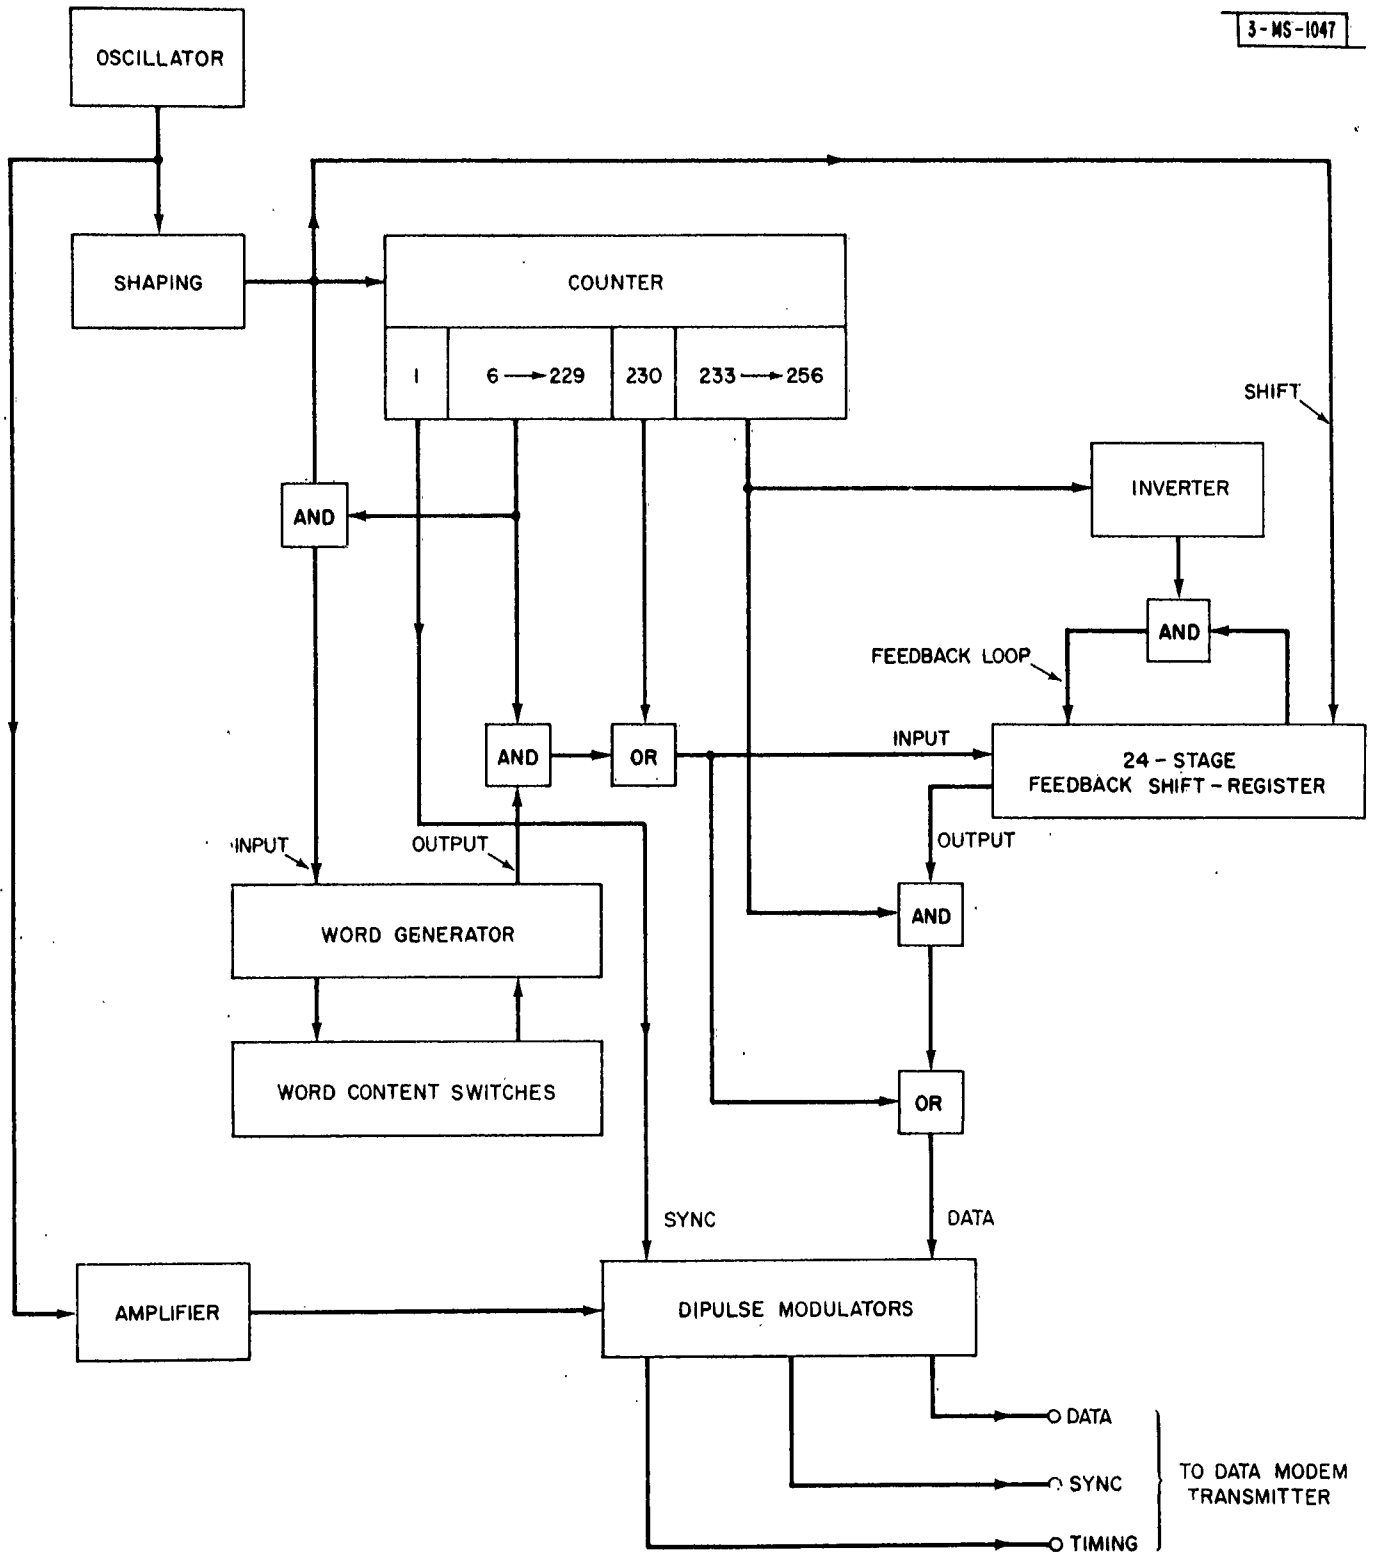 3-MS-1047
OSCILLATOR
SHAPING
COUNTER
1
6 → 229
230
233 → 256
SHIFT
INVERTER
AND
AND
FEEDBACK LOOP
AND
OR
INPUT
24-STAGE
FEEDBACK SHIFT-REGISTER
INPUT
OUTPUT
OUTPUT
AND
WORD GENERATOR
WORD CONTENT SWITCHES
OR
SYNC
DATA
AMPLIFIER
DIPULSE MODULATORS
DATA
SYNC
TIMING
TO DATA MODEM
TRANSMITTER